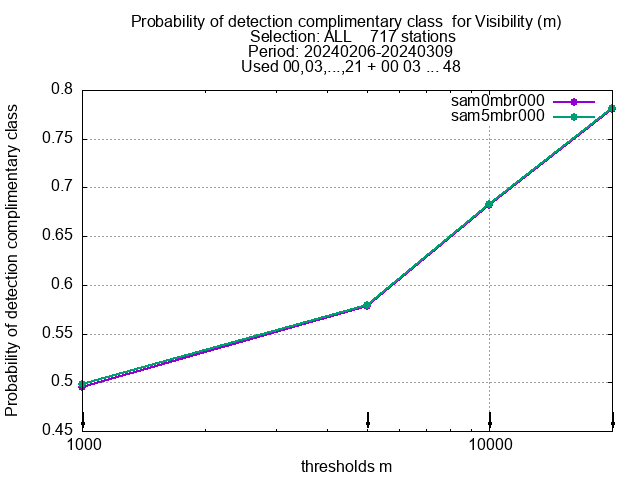 Probability of detection complimentary class  for Visibility (m)
Selection: ALL    717 stations
Period: 20240206-20240309
Used 00,03,...,21 + 00 03 ... 48
sam0mbr000
sam5mbr000
Probability of detection complimentary class
0.8
0.75
0.7
0.65
0.6
0.55
0.5
0.45
1000
10000
thresholds m